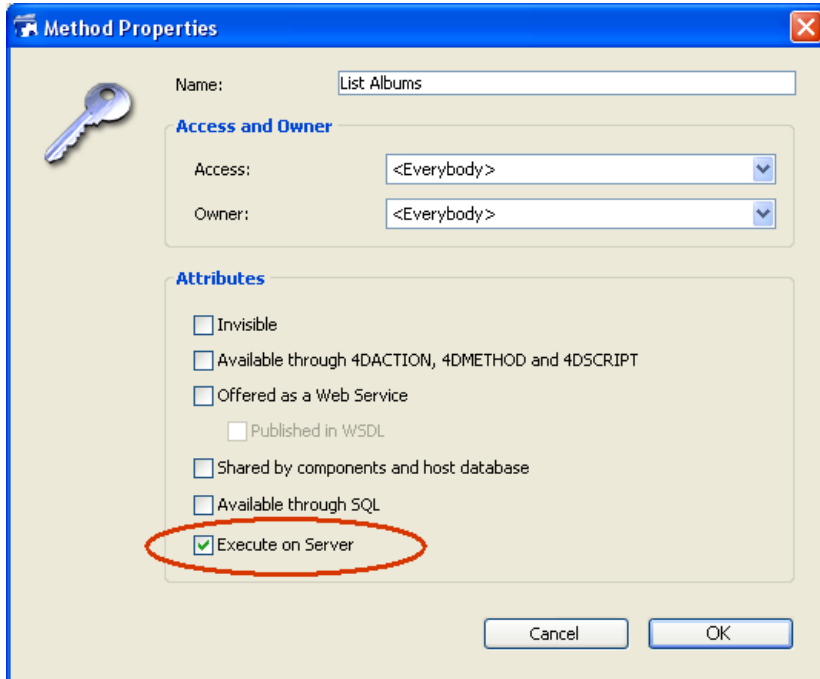 Method Properties
Name: List Albums
Access and Owner
Access: <Everybody>
Owner: <Everybody>
Attributes
Invisible
Available through 4DACTION, 4DMETHOD and 4DSCRIPT
Offered as a Web Service
Published in WSDL
Shared by components and host database
Available through SQL
Execute on Server
Cancel OK